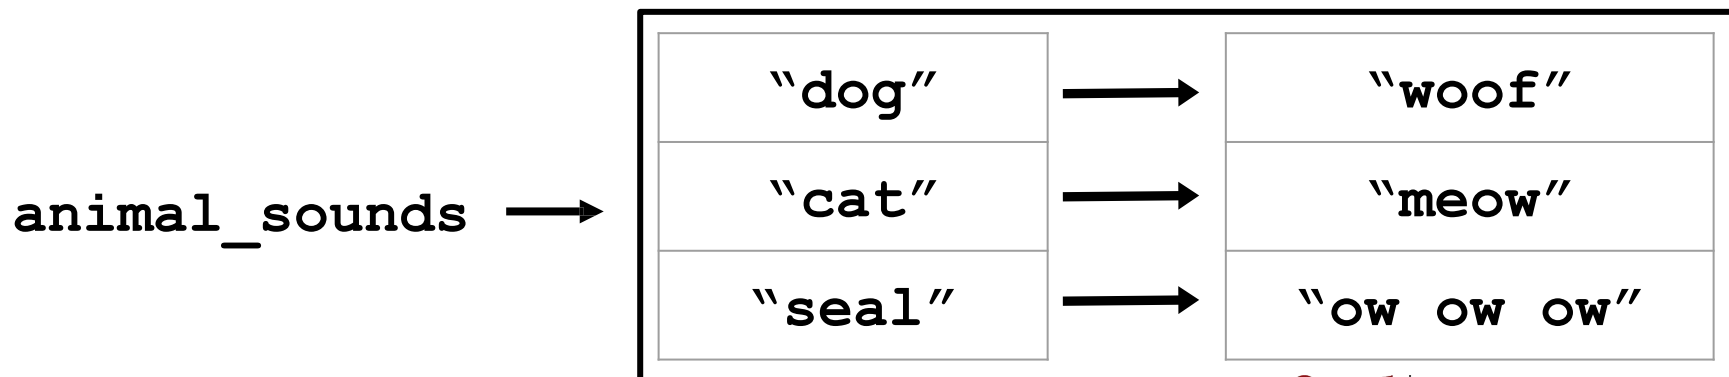 “dog” “woof”
“cat” “meow”
animal_sounds
“seal” “ow ow ow”